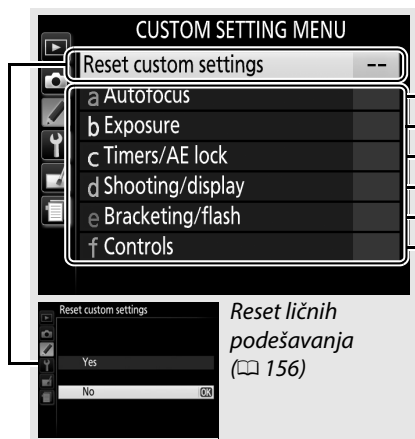 CUSTOM SETTING MENU
Reset custom settings --
a Autofocus
b Exposure
c Timers/AE lock
d Shooting/display
e Bracketing/flash
f Controls
Reset custom settings
Yes
No OK
Reset ličnih
podešavanja
(📖 156)